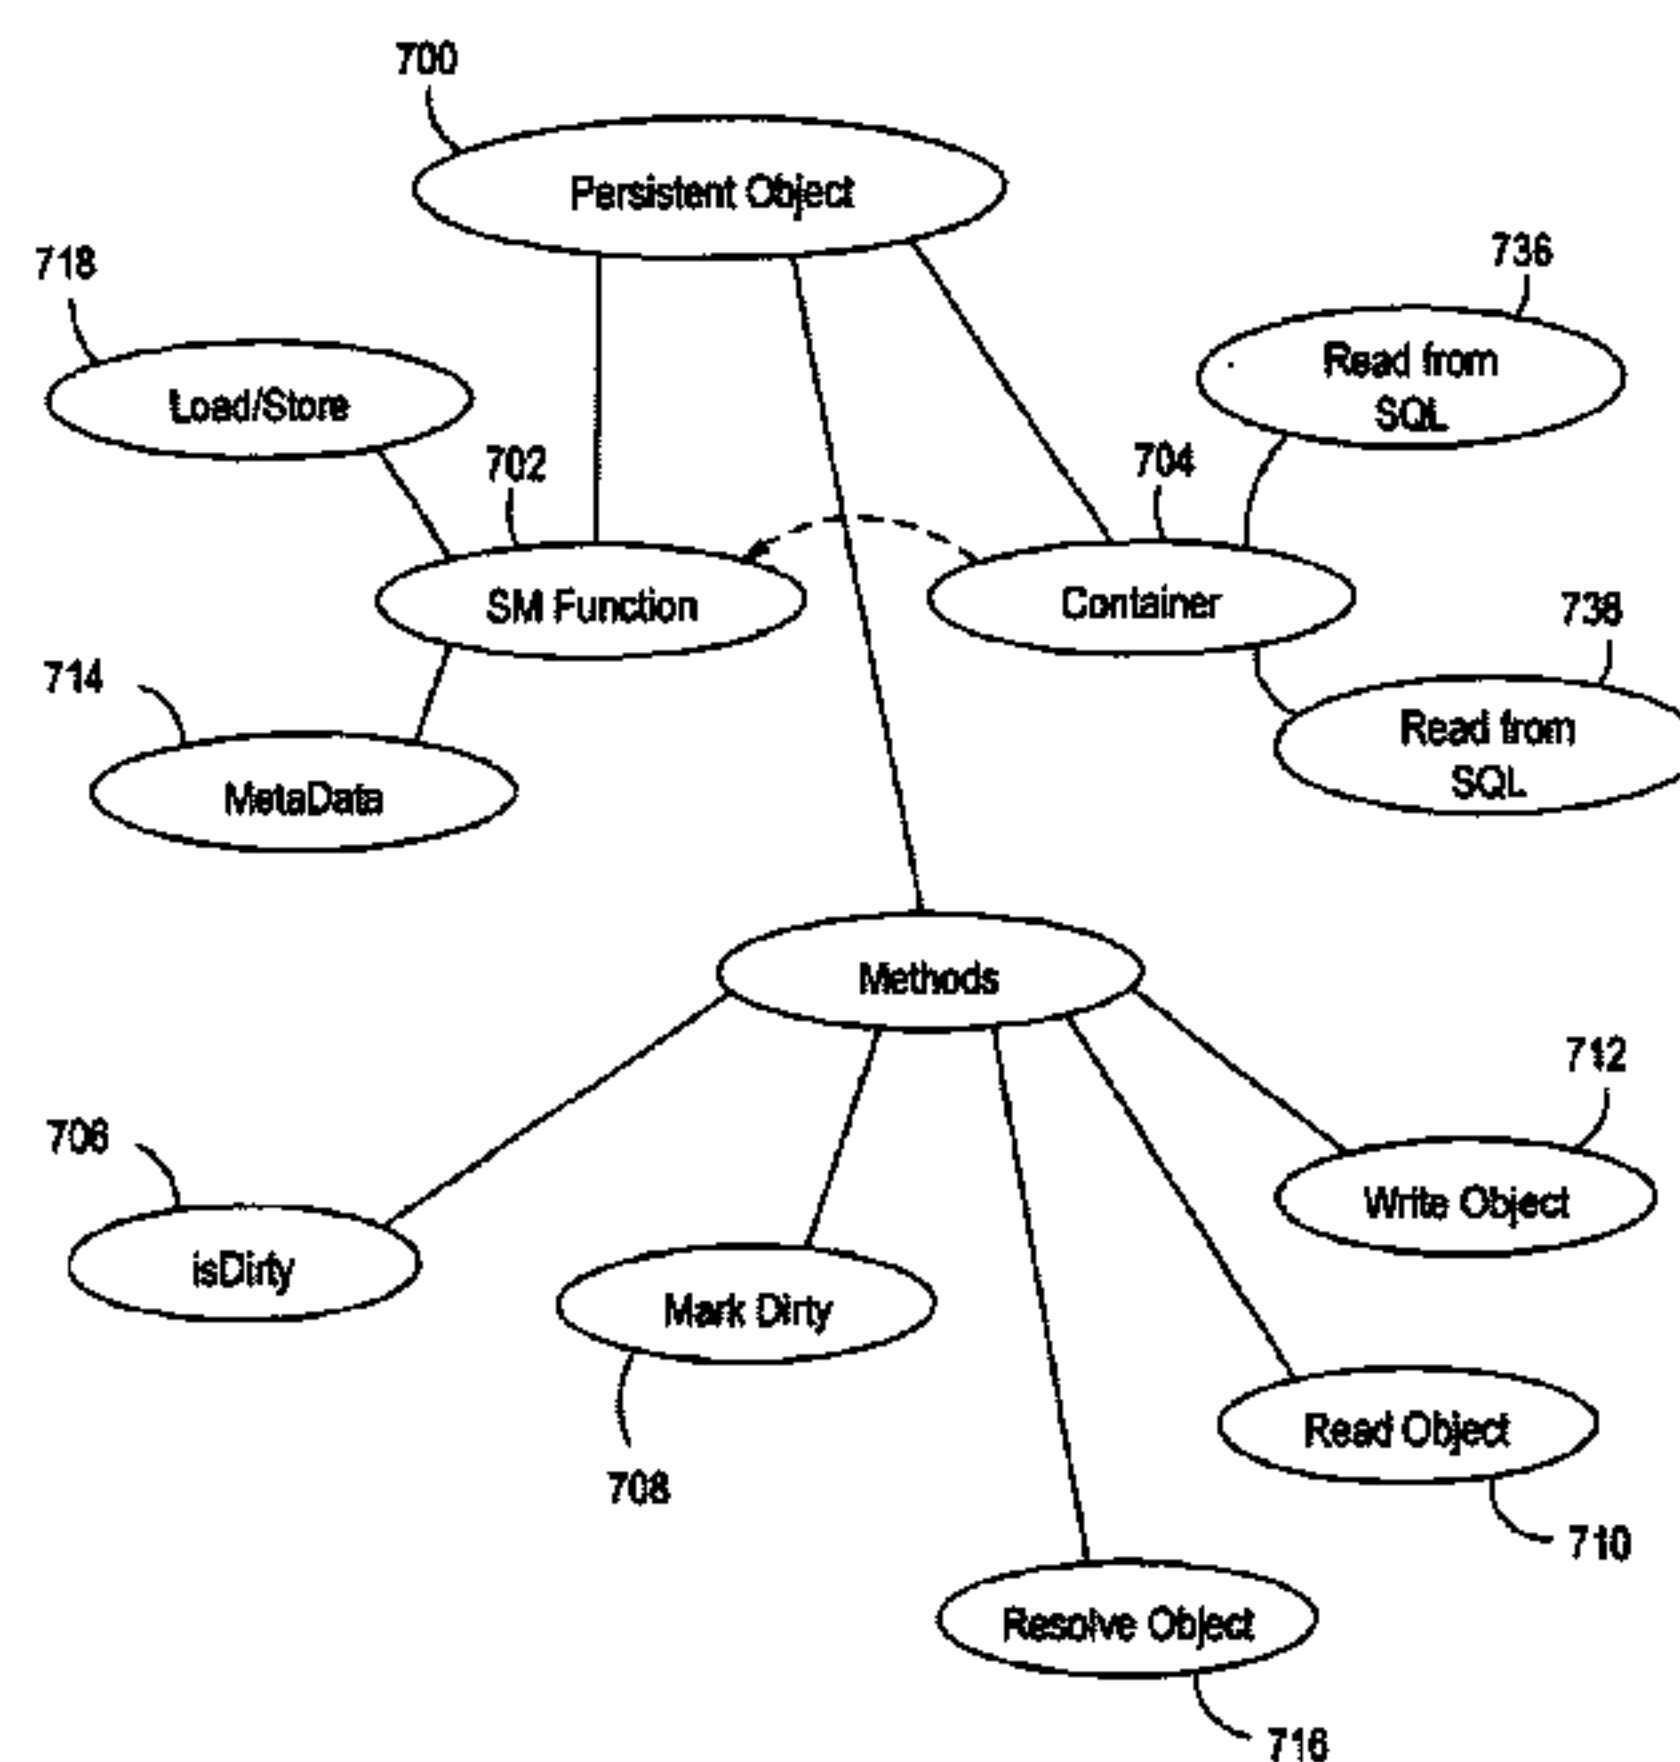 700
Persistent Object
718
736
Load/Store
Read from
SQL
702
704
SM Function
Container
738
714
Read from
SQL
MetaData
Methods
712
706
Write Object
isDirty
Mark Dirty
Read Object
708
710
Resolve Object
716